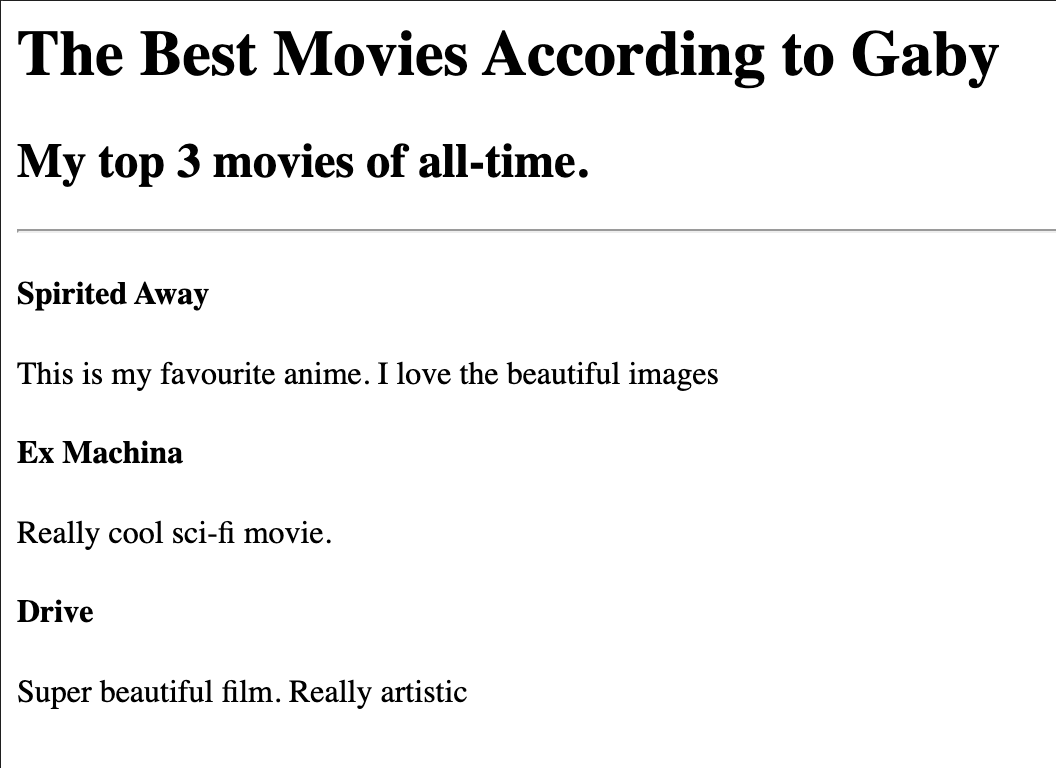 The Best Movies According to Gaby
My top 3 movies of all-time.
Spirited Away
This is my favourite anime. I love the beautiful images
Ex Machina
Really cool sci-fi movie.
Drive
Super beautiful film. Really artistic